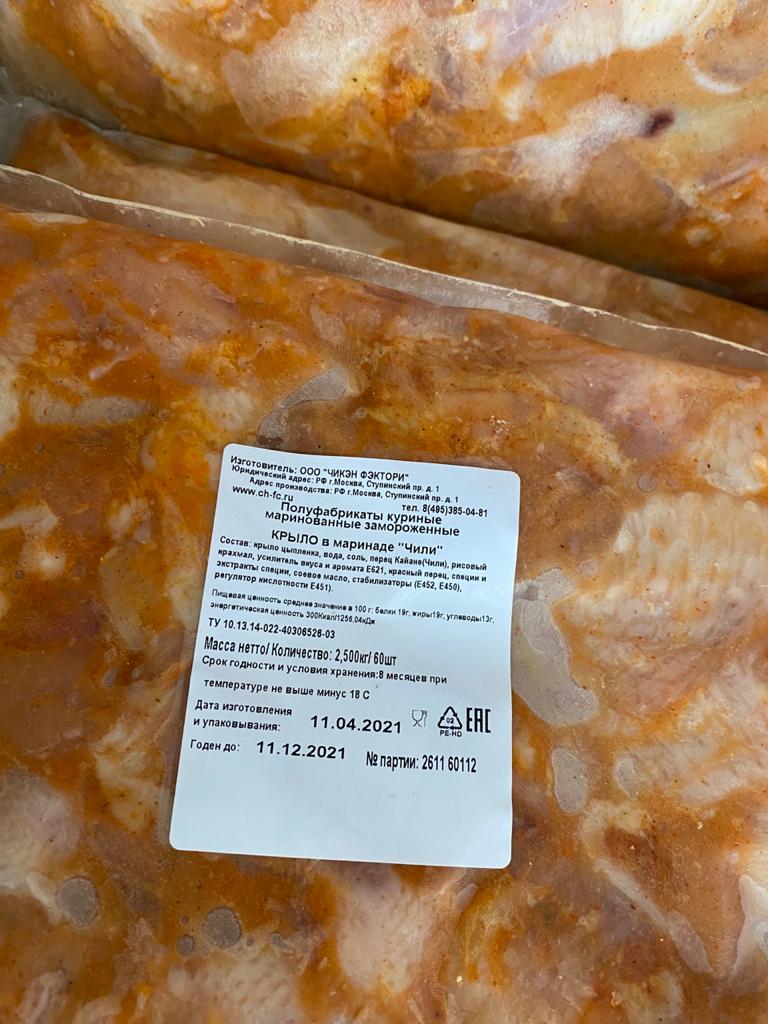 Изготовитель: ООО "ЧИКЭН ФЭКТОРИ"
Юридический адрес: РФ г.Москва, Ступинский пр. д. 1
Адрес производства: РФ г.Москва, Ступинский пр. д. 1
www.ch-fc.ru тел. 8(495)385-04-81
Полуфабрикаты куриные
маринованные замороженные
КРЫЛО в маринаде "Чили"
Состав: крыло цыпленка, вода, соль, перец Кайане(Чили), рисовый
крахмал, усилитель вкуса и аромата Е621, красный перец, специи и
экстракты специи, соевое масло, стабилизаторы (Е452, Е450),
регулятор кислотности Е451).
Пищевая ценность среднее значение в 100 г: белки 19г, жиры19г, углеводы13г,
энергетическая ценность 300Ккал/1256,04кДж
ТУ 10.13.14-022-40306526-03
Масса нетто/ Количество: 2,500кг/ 60шт
Срок годности и условия хранения:8 месяцев при
температуре не выше минус 18 С
Дата изготовления
и упаковывания: 11.04.2021
02
PE-HD
EAC
Годен до: 11.12.2021 № партии: 2611 60112